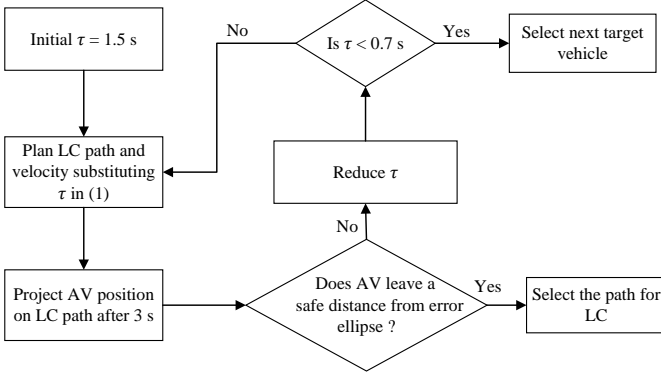 Initial τ = 1.5 s
No
Is τ < 0.7 s
Yes
Select next target
vehicle
Plan LC path and
velocity substituting
τ in (1)
Reduce τ
No
Project AV position
on LC path after 3 s
Does AV leave a
safe distance from error
ellipse ?
Yes
Select the path for
LC